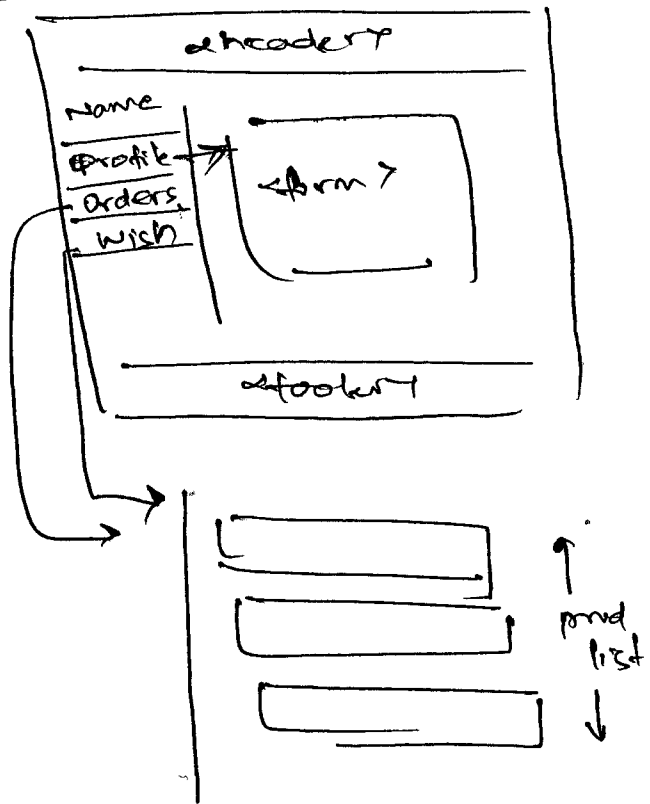 <header>
Name
Profile
Orders
Wish
<form>
<footer>
prod
list